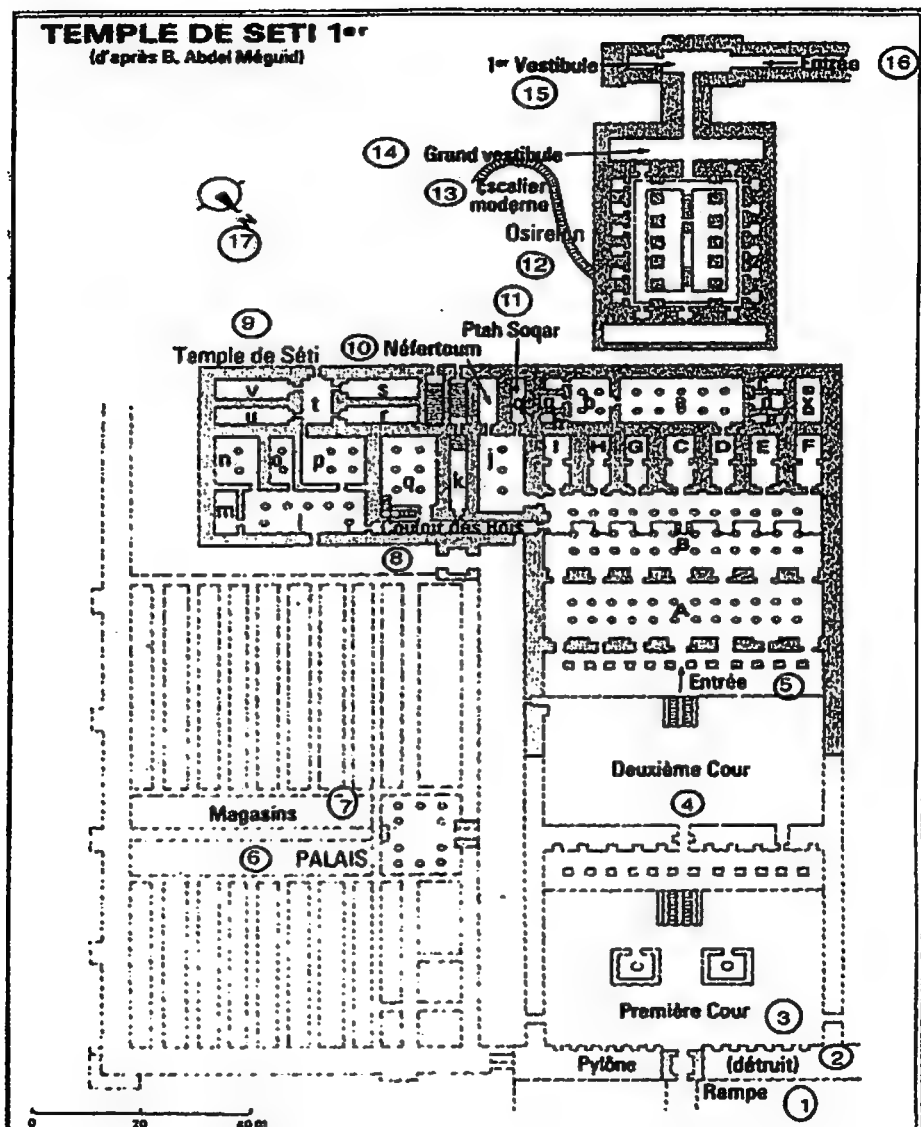 TEMPLE DE SÉTI 1er
(d'après B. Abdel Méguid)
1er Vestibule
Entrée 16
15
14 Grand vestibule
13 Escalier
moderne
Osireion
12
17
11
9
Ptah Soqar
10 Néfertoum
Temple de Séti
v s
t
u r
b
I H G C D E F
n p j
q k
m l
Couloir des Rois
8
B
A
Entrée 5
Deuxième Cour
4
Magasins 7
6 PALAIS
Première Cour 3
Pylône (détruit) 2
Rampe 1
0 20